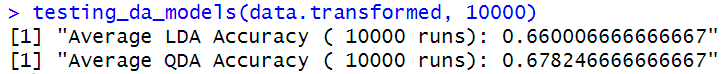 > testing_da_models(data.transformed, 10000)
[1] "Average LDA Accuracy ( 10000 runs): 0.660006666666667"
[1] "Average QDA Accuracy ( 10000 runs): 0.678246666666667"